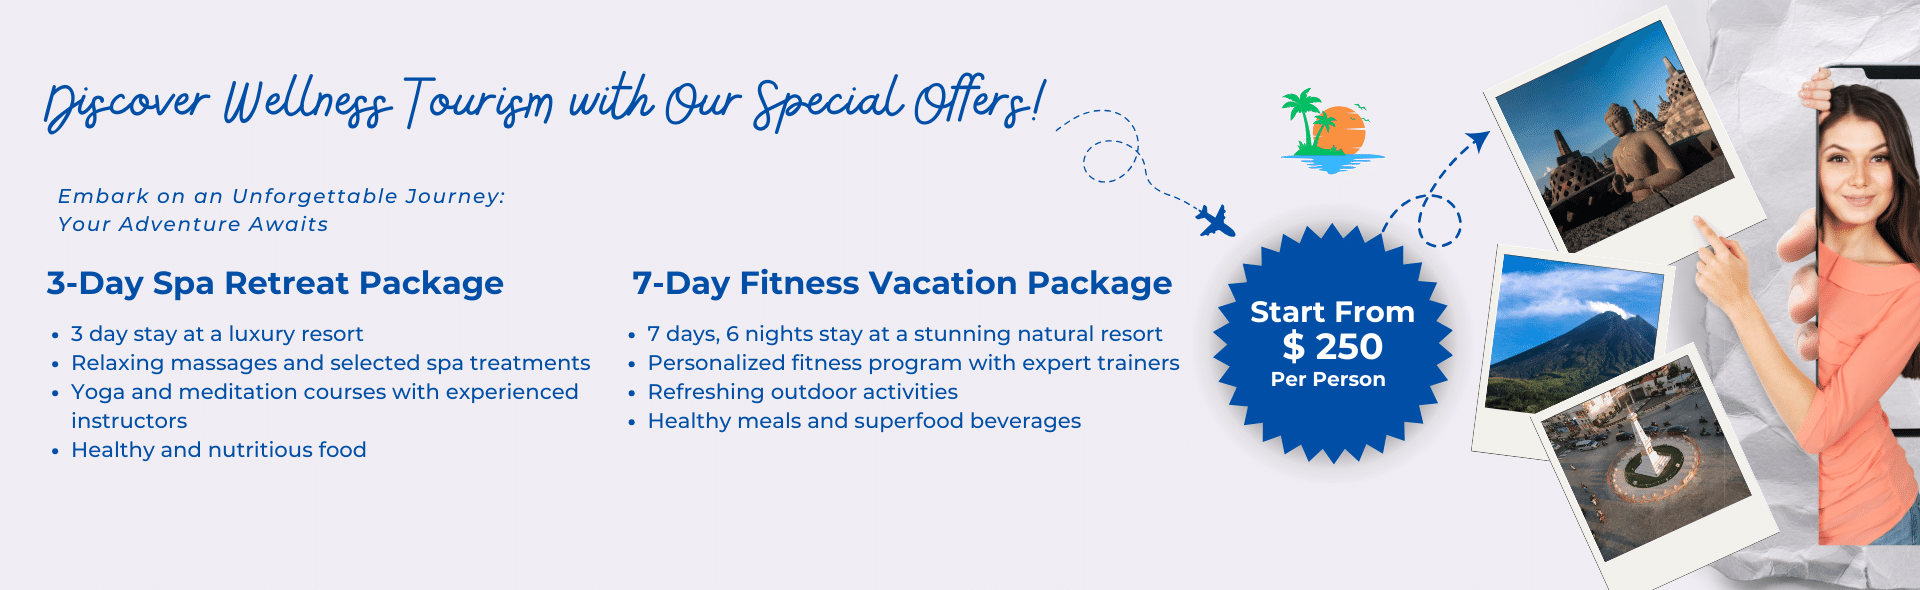 Discover Wellness Tourism with Our Special Offers!
Embark on an Unforgettable Journey:
Your Adventure Awaits
3-Day Spa Retreat Package
• 3 day stay at a luxury resort
• Relaxing massages and selected spa treatments
• Yoga and meditation courses with experienced
instructors
• Healthy and nutritious food
7-Day Fitness Vacation Package
• 7 days, 6 nights stay at a stunning natural resort
• Personalized fitness program with expert trainers
• Refreshing outdoor activities
• Healthy meals and superfood beverages
Start From
$ 250
Per Person